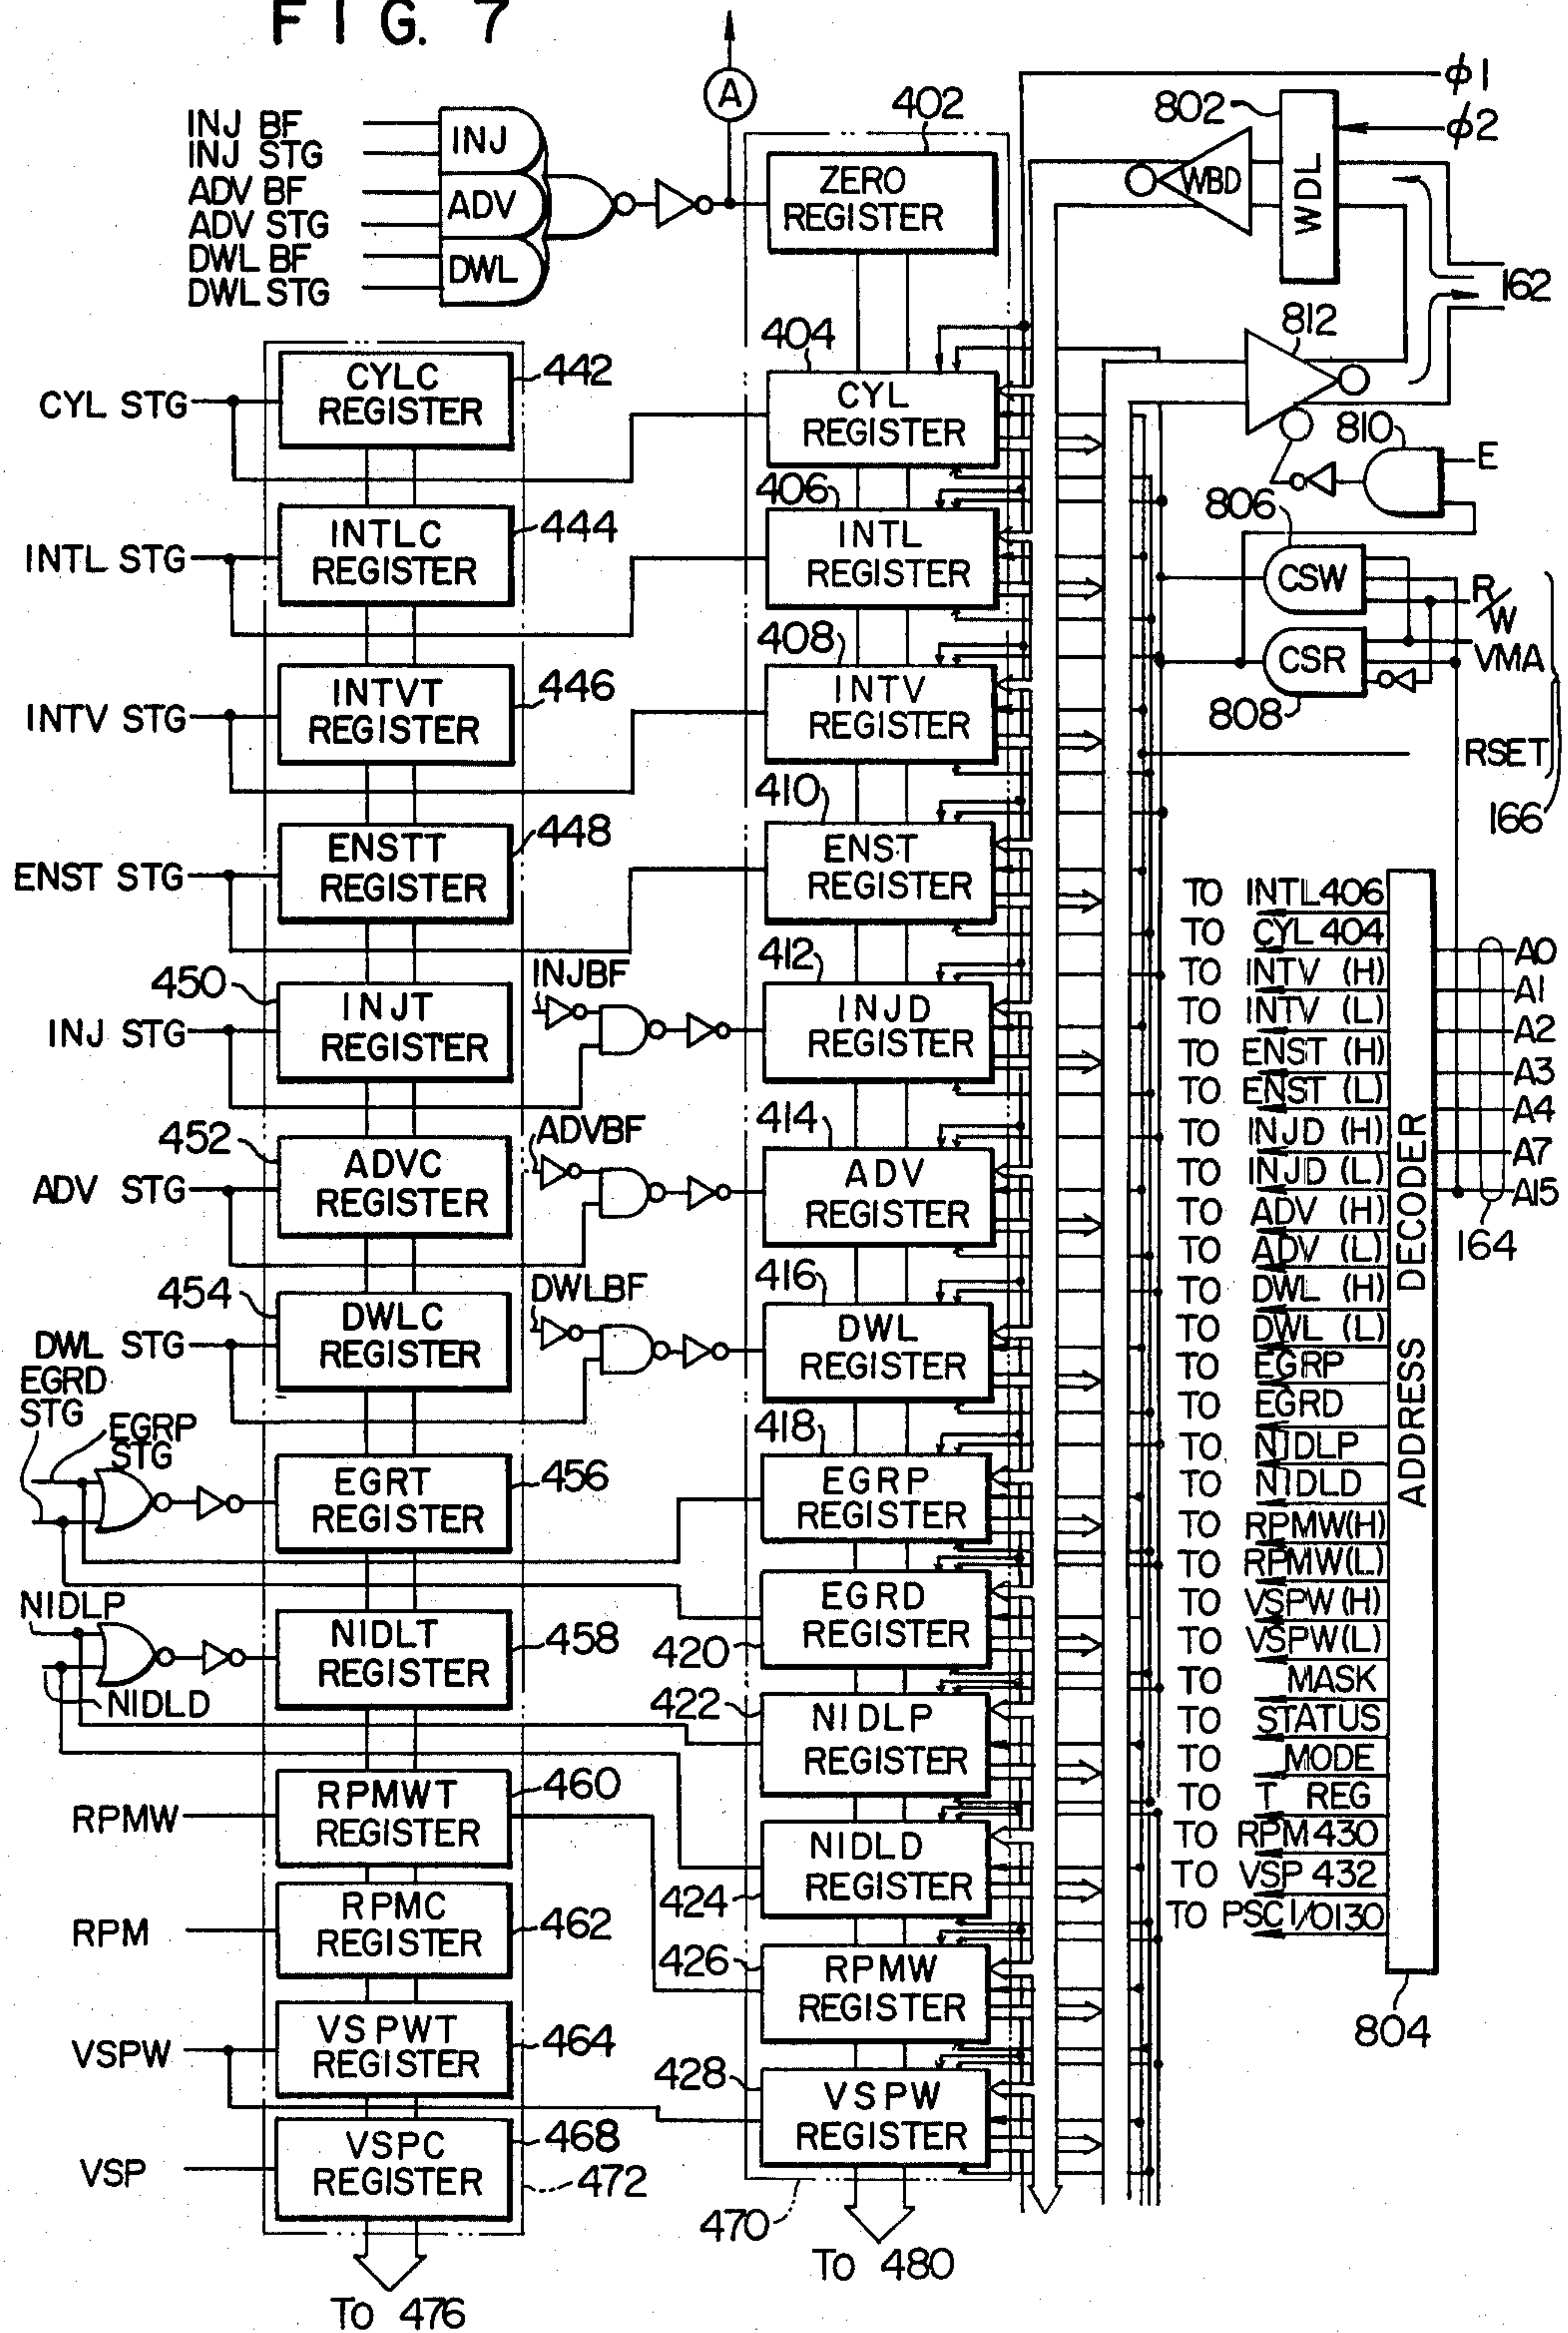 FIG. 7
INJ BF
INJ STG
ADV BF
ADV STG
DWL BF
DWL STG
INJ
ADV
DWL
A
402
ZERO
REGISTER
φ1
φ2
802
WBD
WDL
162
812
810
E
806
CSW
R/W
CSR
VMA
808
RSET
166
CYL STG
CYLC
REGISTER
442
404
CYL
REGISTER
INTL STG
INTLC
REGISTER
444
406
INTL
REGISTER
INTV STG
INTVT
REGISTER
446
408
INTV
REGISTER
ENST STG
ENSTT
REGISTER
448
410
ENST
REGISTER
450
INJ STG
INJT
REGISTER
INJBF
412
INJD
REGISTER
452
ADV STG
ADVC
REGISTER
ADVBF
414
ADV
REGISTER
454
DWL STG
DWLC
REGISTER
DWLBF
416
DWL
REGISTER
EGRD
STG
EGRP
STG
EGRT
REGISTER
456
418
EGRP
REGISTER
EGRD
REGISTER
420
NIDLP
NIDLD
NIDLT
REGISTER
458
422
NIDLP
REGISTER
RPMW
RPMWT
REGISTER
460
NIDLD
REGISTER
424
RPM
RPMC
REGISTER
462
426
RPMW
REGISTER
VSPW
VSPWT
REGISTER
464
428
VSPW
REGISTER
VSP
VSPC
REGISTER
468
472
470
TO 476
TO 480
TO INTL406
TO CYL404
TO INTV (H)
TO INTV (L)
TO ENST (H)
TO ENST (L)
TO INJD (H)
TO INJD (L)
TO ADV (H)
TO ADV (L)
TO DWL (H)
TO DWL (L)
TO EGRP
TO EGRD
TO NIDLP
TO NIDLD
TO RPMW(H)
TO RPMW(L)
TO VSPW(H)
TO VSPW(L)
TO MASK
TO STATUS
TO MODE
TO T REG
TO RPM430
TO VSP 432
TO PSCI/O130
ADDRESS DECODER
A0
A1
A2
A3
A4
A7
A15
164
804